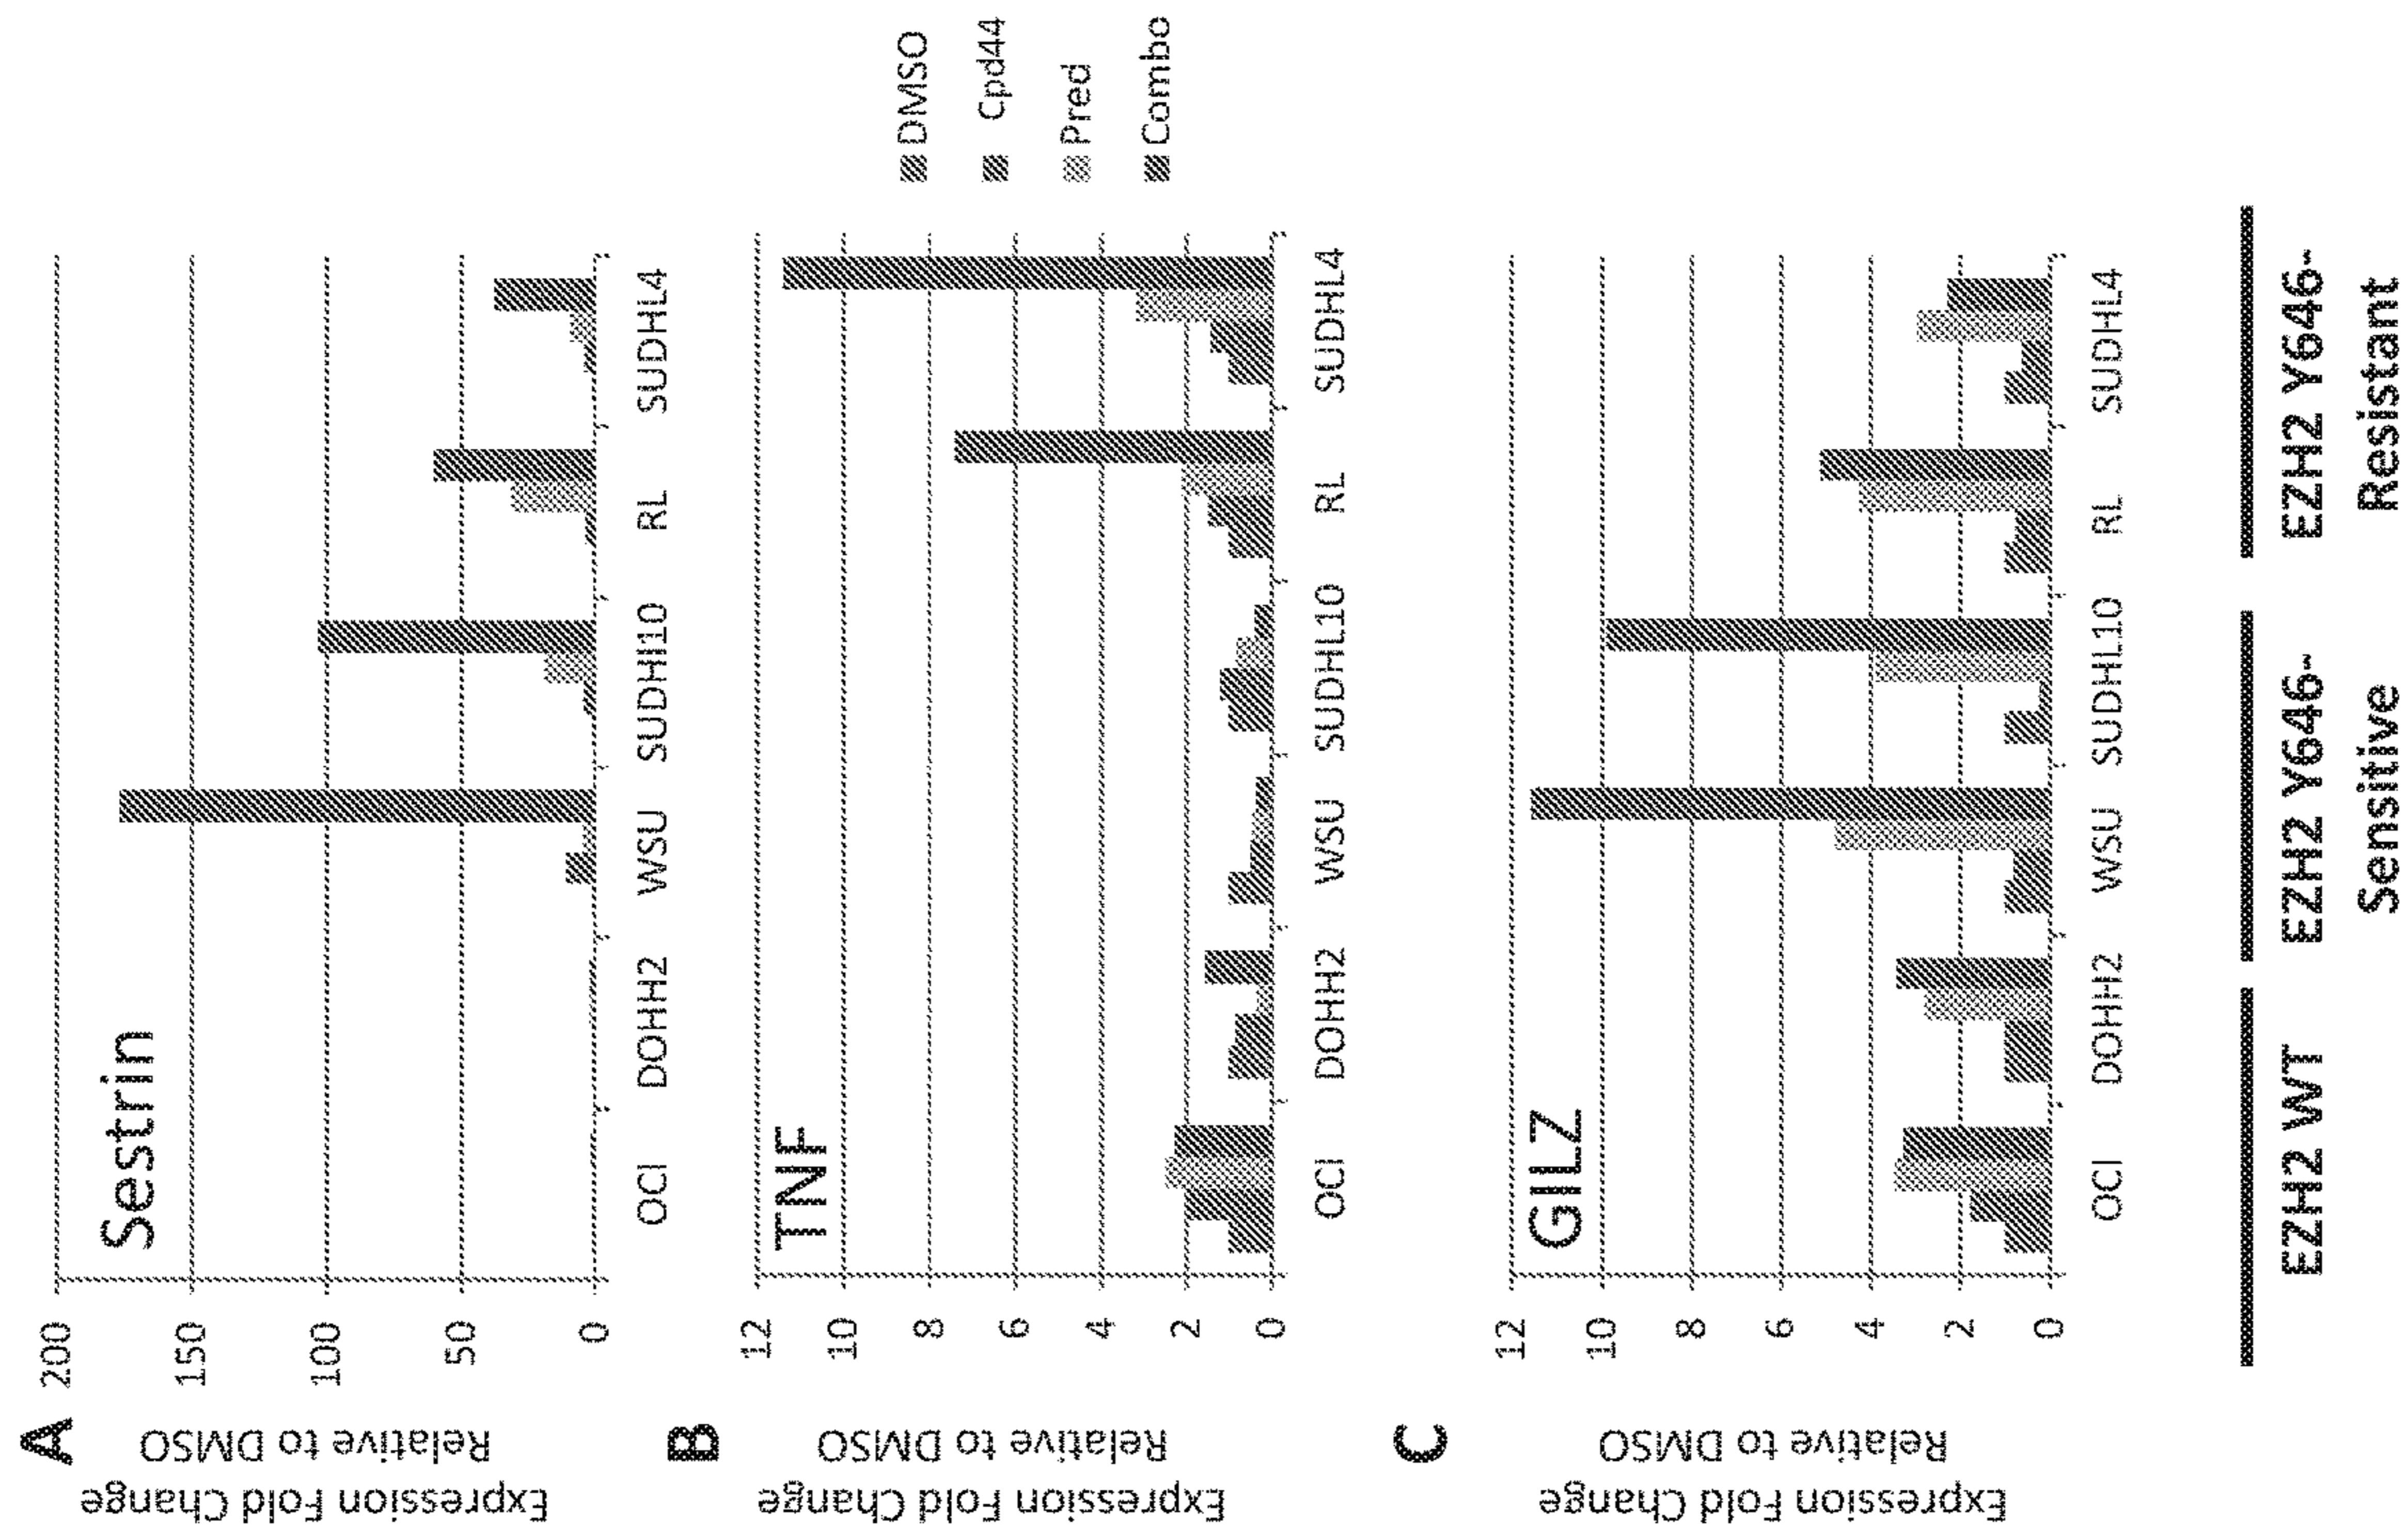 A
Sestrin
Expression Fold Change
Relative to DMSO
200
150
100
50
0
OCI DOHH2 WSU SUDHl10 RL SUDHL4
B
TNF
Expression Fold Change
Relative to DMSO
12
10
8
6
4
2
0
OCI DOHH2 WSU SUDHL10 RL SUDHL4
DMSO
Cpd44
Pred
Combo
C
GILZ
Expression Fold Change
Relative to DMSO
12
10
8
6
4
2
0
OCI DOHH2 WSU SUDHL10 RL SUDHL4
EZH2 WT EZH2 Y646- EZH2 Y646-
Sensitive Resistant